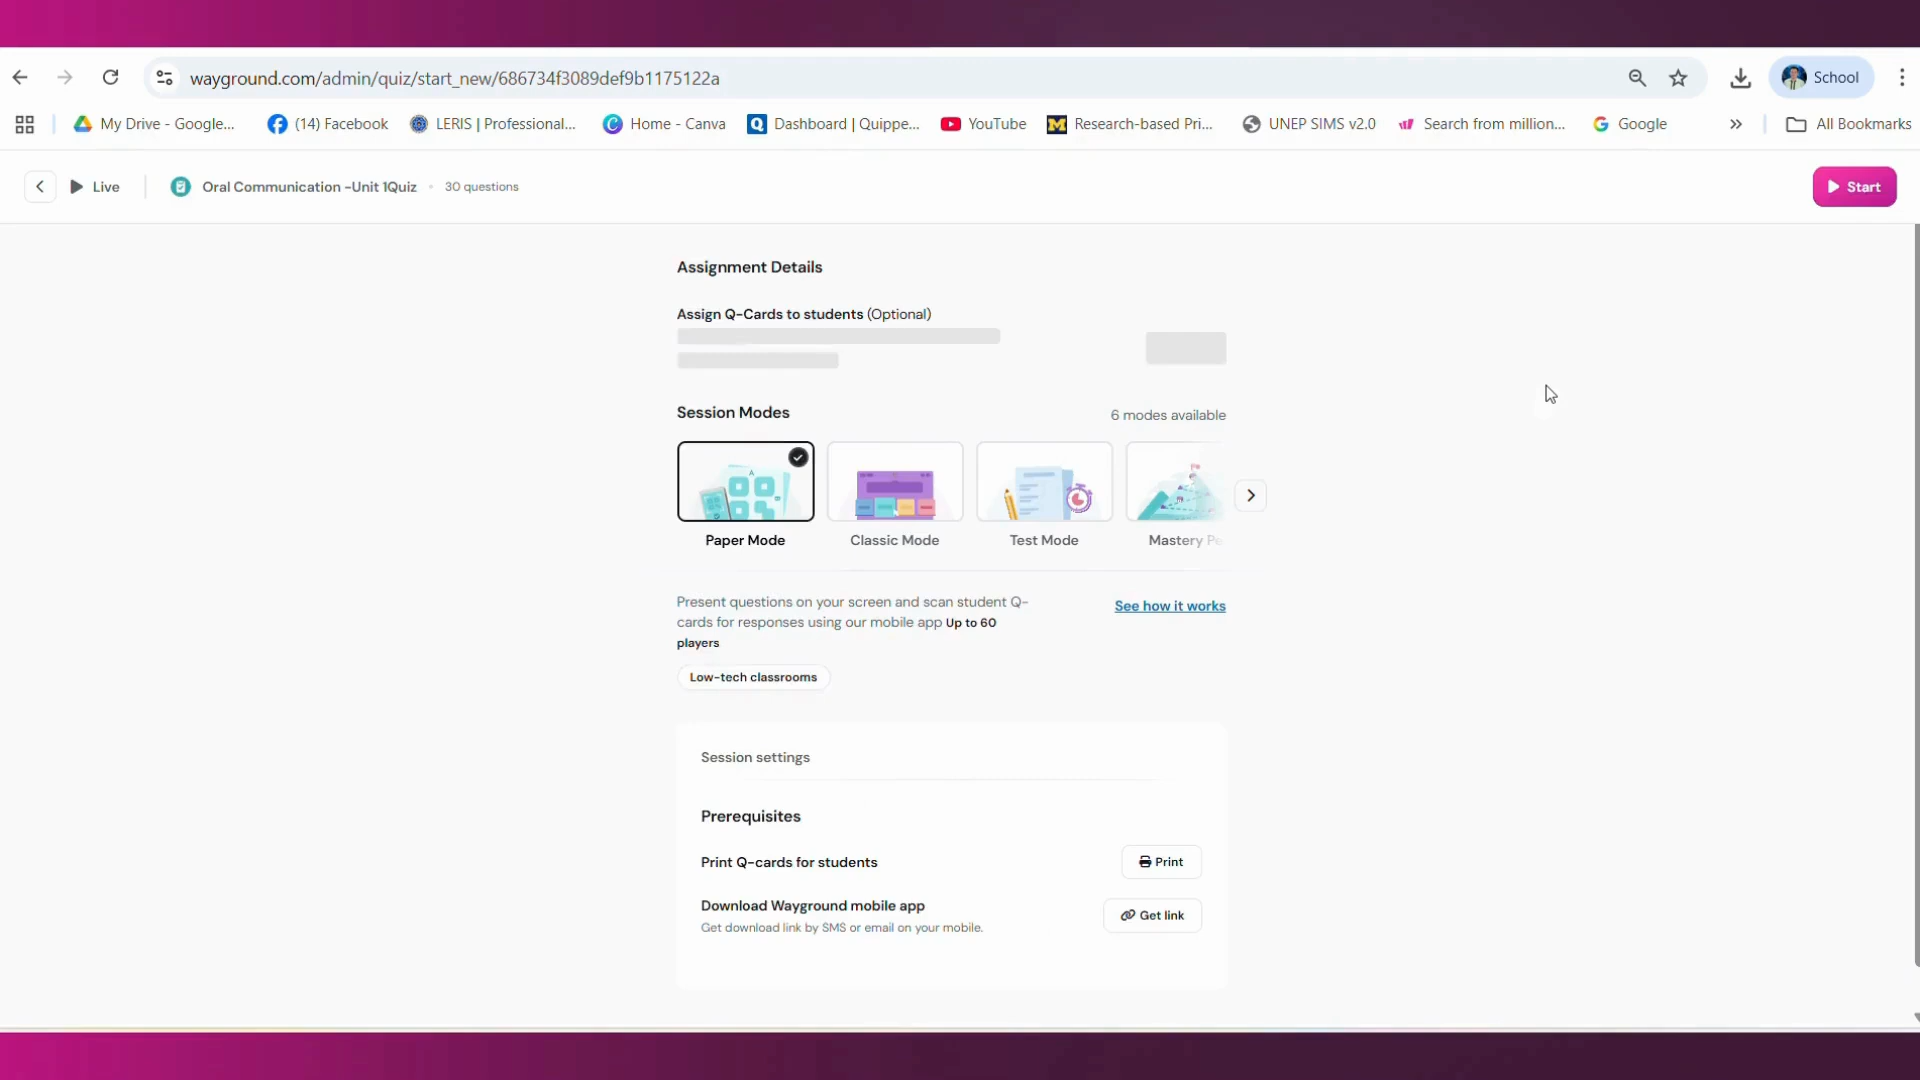 wayground.com/admin/quiz/start_new/686734f3089def9b1175122a
School
My Drive - Google...
(14) Facebook
LERIS | Professional...
Home - Canva
Dashboard | Quippe...
YouTube
Research-based Pri...
UNEP SIMS v2.0
Search from million...
Google
All Bookmarks
Live
Oral Communication -Unit 1Quiz • 30 questions
Start
Assignment Details
Assign Q-Cards to students (Optional)
Session Modes
6 modes available
Paper Mode
Classic Mode
Test Mode
Mastery Pe
Present questions on your screen and scan student Q-
cards for responses using our mobile app Up to 60
players
See how it works
Low-tech classrooms
Session settings
Prerequisites
Print Q-cards for students
Print
Download Wayground mobile app
Get download link by SMS or email on your mobile.
Get link